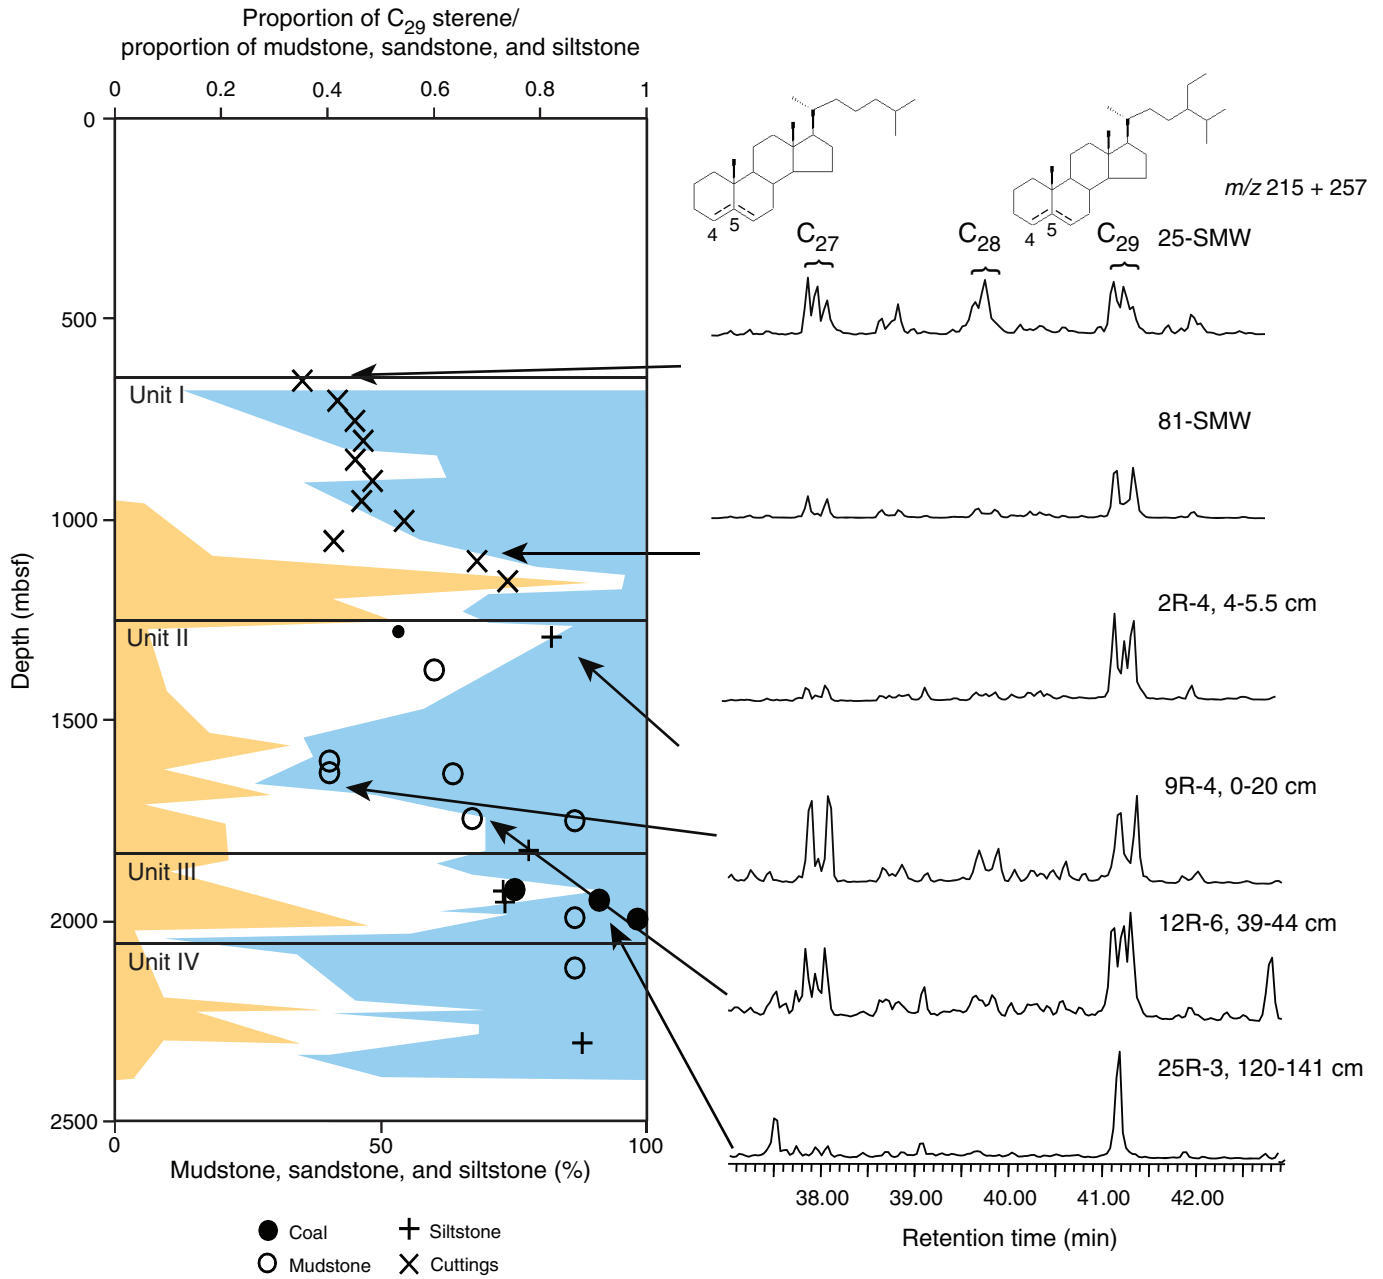 Proportion of C29 sterene/
proportion of mudstone, sandstone, and siltstone
0 0.2 0.4 0.6 0.8 1
0
500
1000
1500
2000
2500
Depth (mbsf)
Unit I
Unit II
Unit III
Unit IV
0 50 100
Mudstone, sandstone, and siltstone (%)
Coal
Siltstone
Mudstone
Cuttings
4 5
4 5
m/z 215 + 257
C27 C28 C29
25-SMW
81-SMW
2R-4, 4-5.5 cm
9R-4, 0-20 cm
12R-6, 39-44 cm
25R-3, 120-141 cm
38.00 39.00 40.00 41.00 42.00
Retention time (min)